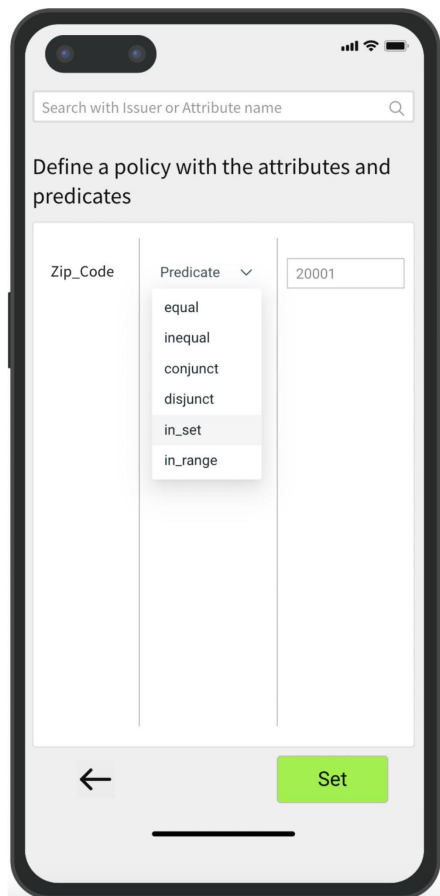 Search with Issuer or Attribute name
Define a policy with the attributes and
predicates
Zip_Code
Predicate
20001
equal
inequal
conjunct
disjunct
in_set
in_range
Set